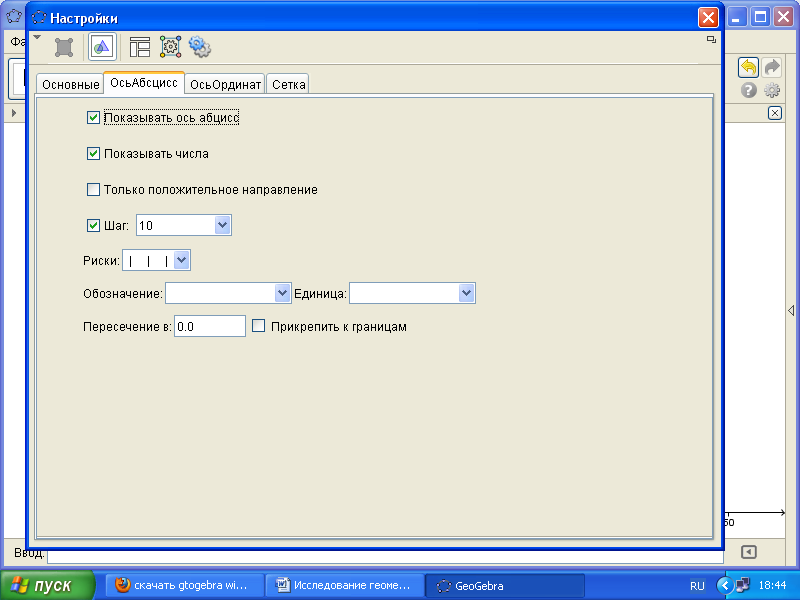 Настройки
Фа
Основные ОсьАбсцисс ОсьОрдинат Сетка
Показывать ось абцисс
Показывать числа
Только положительное направление
Шаг: 10
Риски: | | |
Обозначение: Единица:
Пересечение в: 0.0 Прикрепить к границам
50
Ввод:
пуск скачать gtogebra wi... Исследование геоме... GeoGebra RU 18:44